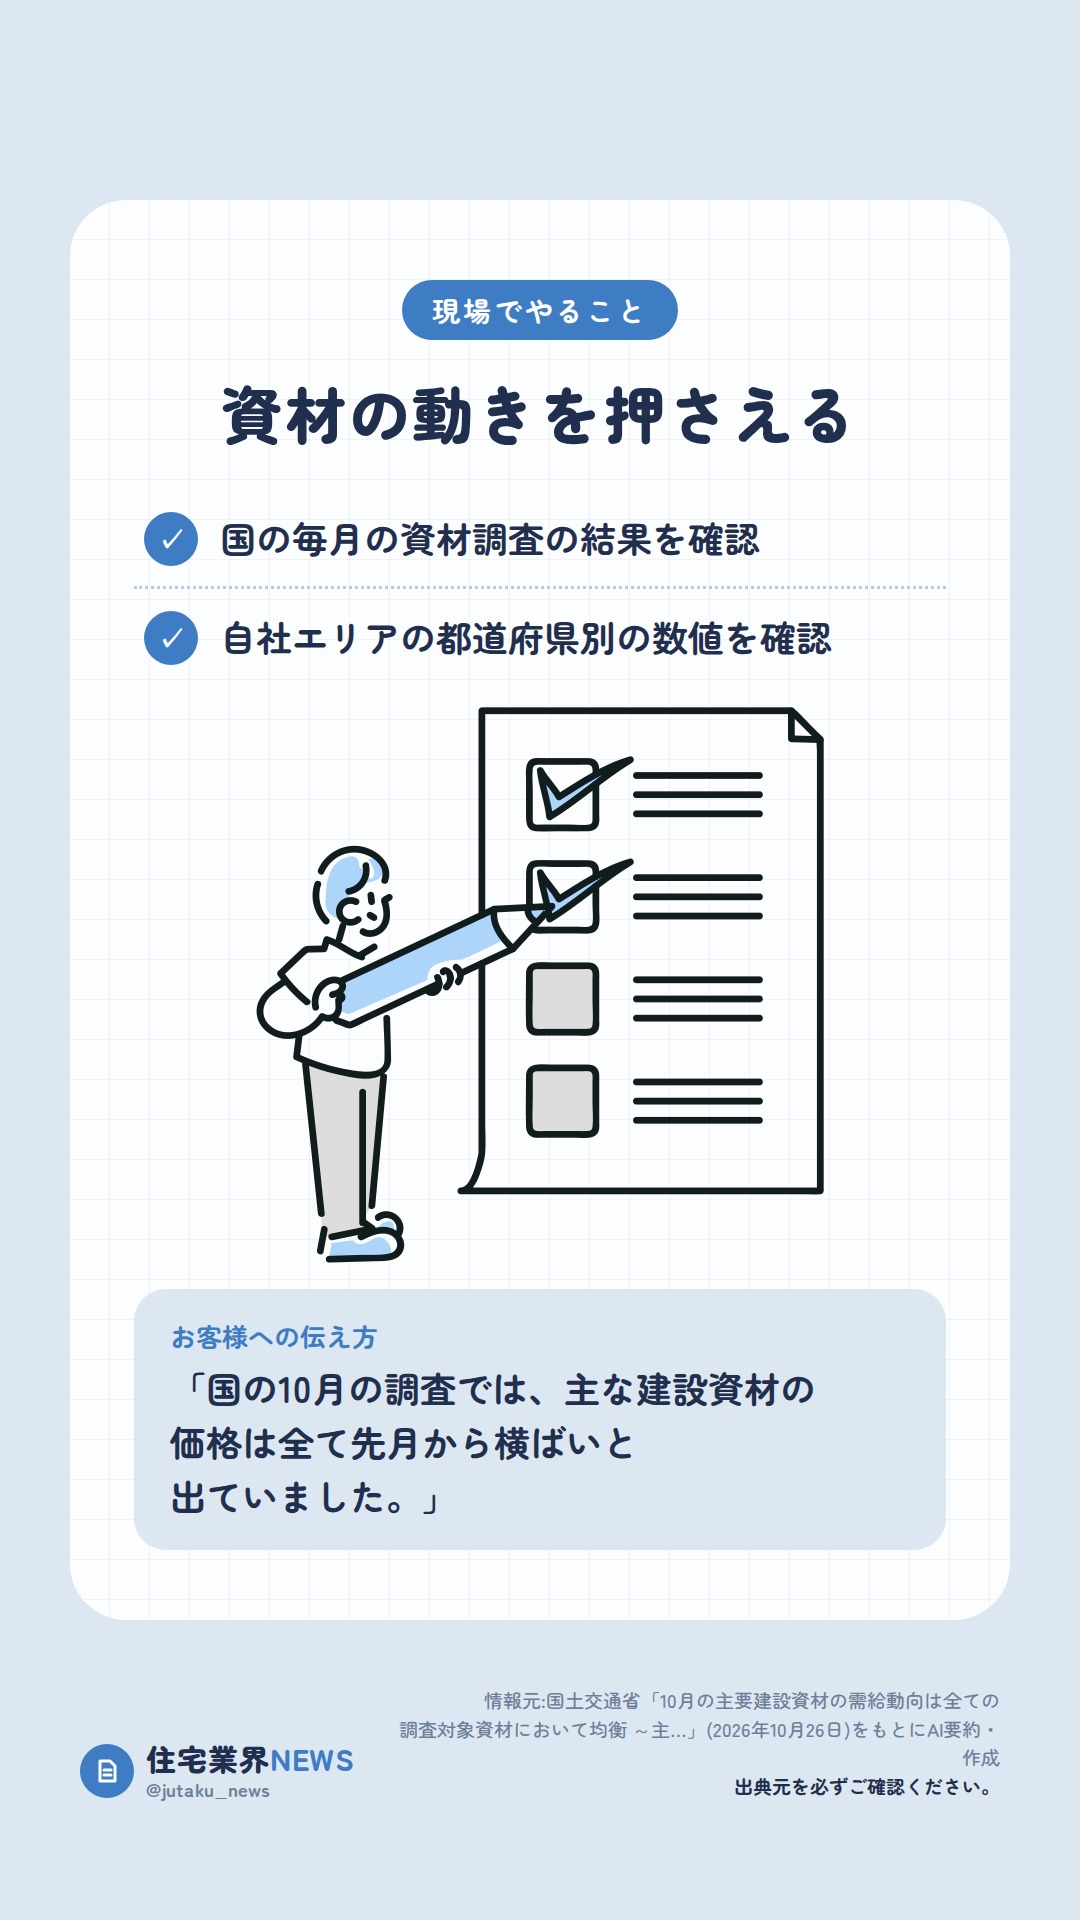 現場でやること
資材の動きを押さえる
国の毎月の資材調査の結果を確認
自社エリアの都道府県別の数値を確認
お客様への伝え方
「国の10月の調査では、主な建設資材の
価格は全て先月から横ばいと
出ていました。」
情報元:国土交通省「10月の主要建設資材の需給動向は全ての
調査対象資材において均衡 ～主…」(2026年10月26日)をもとにAI要約・
作成
出典元を必ずご確認ください。
住宅業界NEWS
@jutaku_news